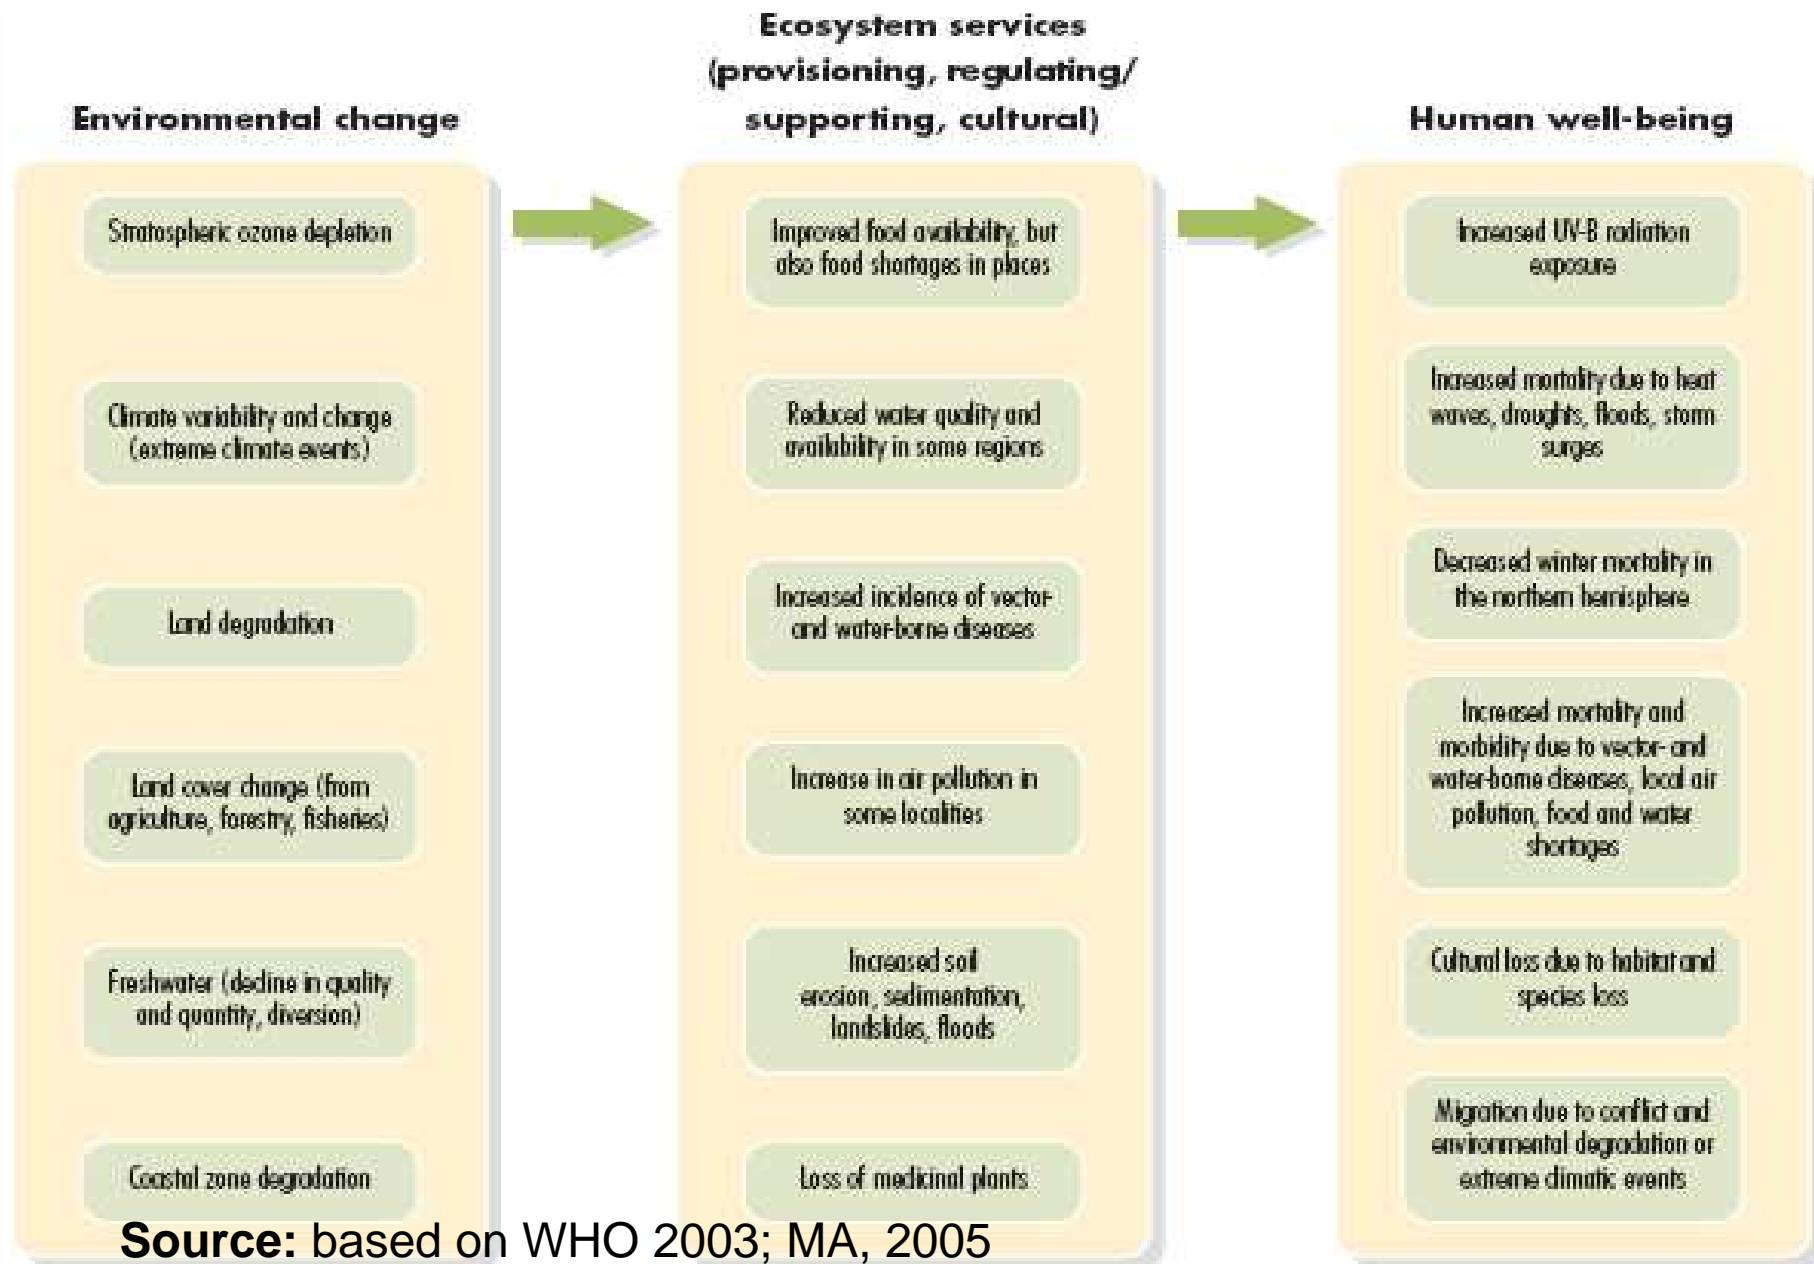 Ecosystem services
(provisioning, regulating/
supporting, cultural)
Environmental change
Human well-being
Stratospheric ozone depletion
Climate variability and change
(extreme climate events)
Land degradation
Land cover change (from
agriculture, forestry, fisheries)
Freshwater (decline in quality
and quantity, diversion)
Coastal zone degradation
Improved food availability, but
also food shortages in places
Reduced water quality and
availability in some regions
Increased incidence of vector-
and water-borne diseases
Increase in air pollution in
some localities
Increased soil
erosion, sedimentation,
landslides, floods
Loss of medicinal plants
Increased UV-B radiation
exposure
Increased mortality due to heat
waves, droughts, floods, storm
surges
Decreased winter mortality in
the northern hemisphere
Increased mortality and
morbidity due to vector- and
water-borne diseases, local air
pollution, food and water
shortages
Cultural loss due to habitat and
species loss
Migration due to conflict and
environmental degradation or
extreme climatic events
Source: based on WHO 2003; MA, 2005